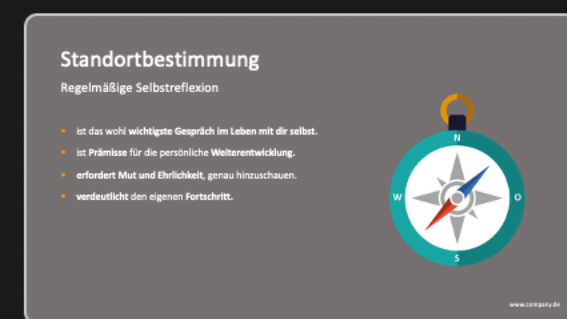 Standortbestimmung
Regelmäßige Selbstreflexion
ist das wohl wichtigste Gespräch im Leben mit dir selbst.
ist Prämisse für die persönliche Weiterentwicklung.
erfordert Mut und Ehrlichkeit, genau hinzuschauen.
verdeutlicht den eigenen Fortschritt.
N
W O
S
www.company.de